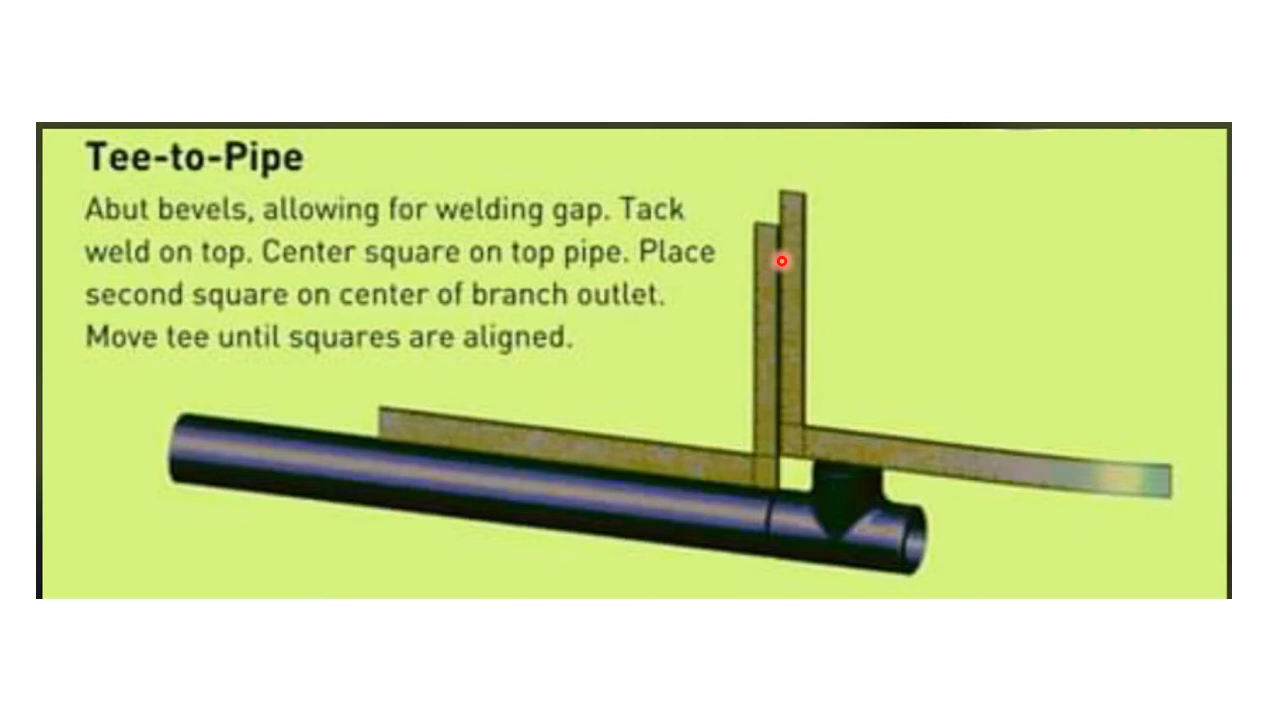 Tee-to-Pipe
Abut bevels, allowing for welding gap. Tack
weld on top. Center square on top pipe. Place
second square on center of branch outlet.
Move tee until squares are aligned.